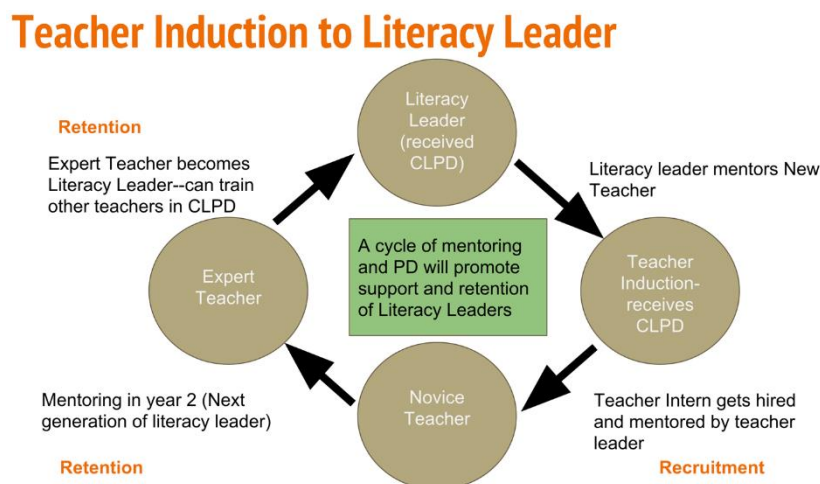 Teacher Induction to Literacy Leader
Literacy
Leader
(received
CLPD)
Retention
Expert Teacher becomes
Literacy Leader--can train
other teachers in CLPD
Literacy leader mentors New
Teacher
A cycle of mentoring
and PD will promote
support and retention
of Literacy Leaders
Expert
Teacher
Teacher
Induction-
receives
CLPD
Novice
Teacher
Mentoring in year 2 (Next
generation of literacy leader)
Retention
Teacher Intern gets hired
and mentored by teacher
leader
Recruitment